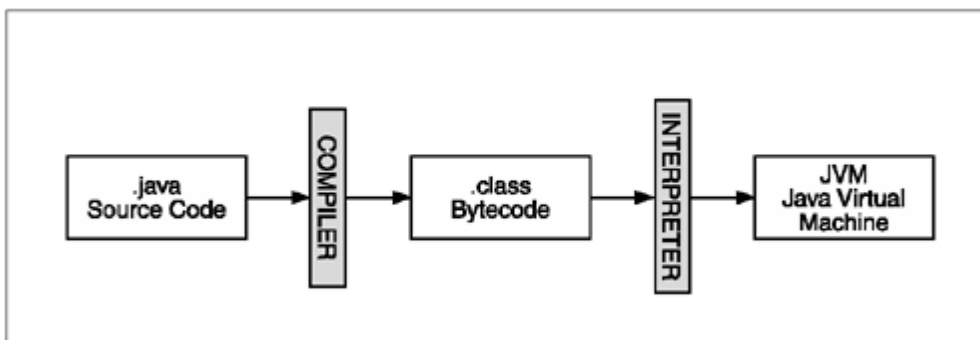 .java
Source Code
COMPILER
.class
Bytecode
INTERPRETER
JVM
Java Virtual
Machine